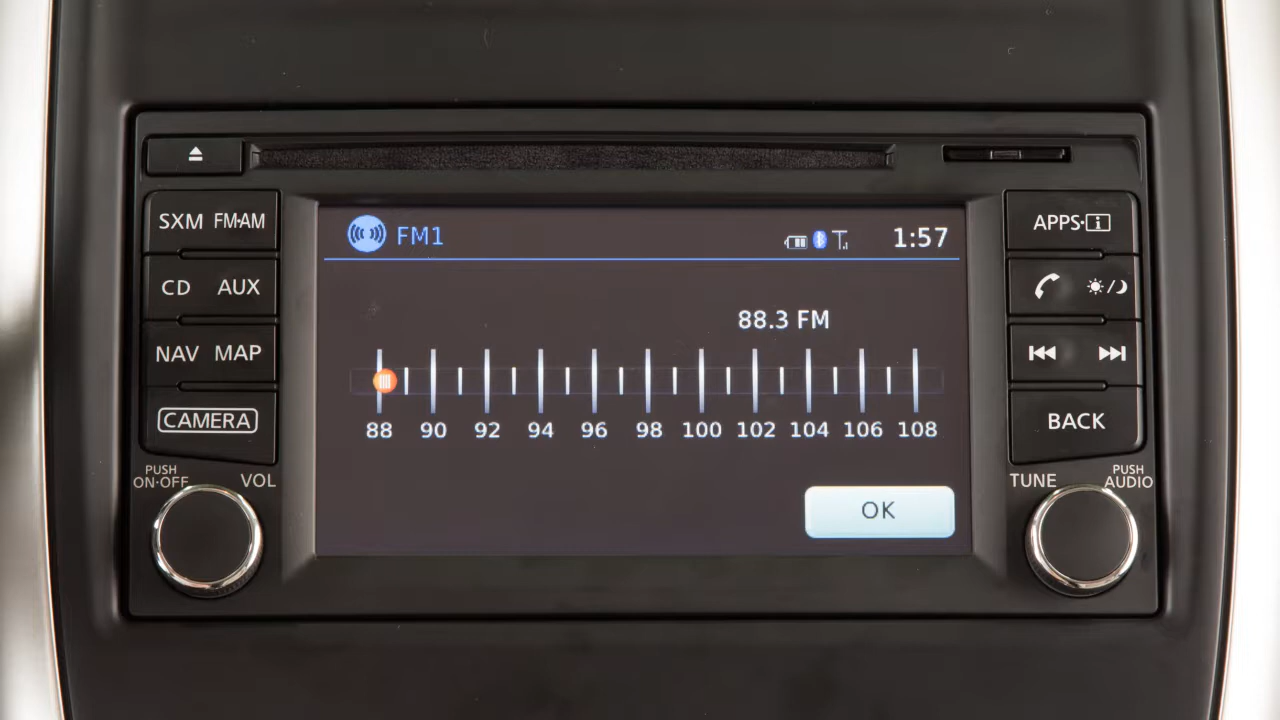 SXM FM·AM
CD AUX
NAV MAP
CAMERA
PUSH
ON·OFF VOL
FM1
1:57
88.3 FM
88 90 92 94 96 98 100 102 104 106 108
OK
APPS·i
BACK
TUNE
PUSH
AUDIO